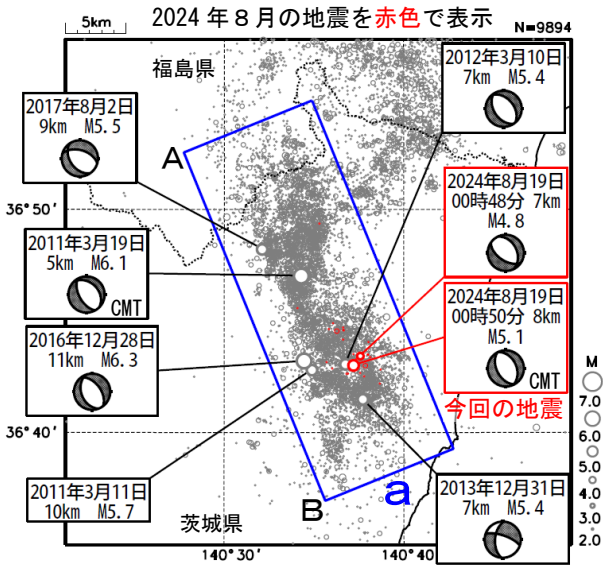 2024年8月の地震を赤色で表示
5km
N=9894
福島県
2012年3月10日
7km M5.4
2017年8月2日
9km M5.5
A
2024年8月19日
00時48分 7km
M4.8
36°50'
2011年3月19日
5km M6.1
CMT
2024年8月19日
00時50分 8km
M5.1
CMT
2016年12月28日
11km M6.3
今回の地震
M
7.0
6.0
5.0
4.0
3.0
2.0
36°40'
2011年3月11日
10km M5.7
B
a
2013年12月31日
7km M5.4
茨城県
140°30'
140°40'